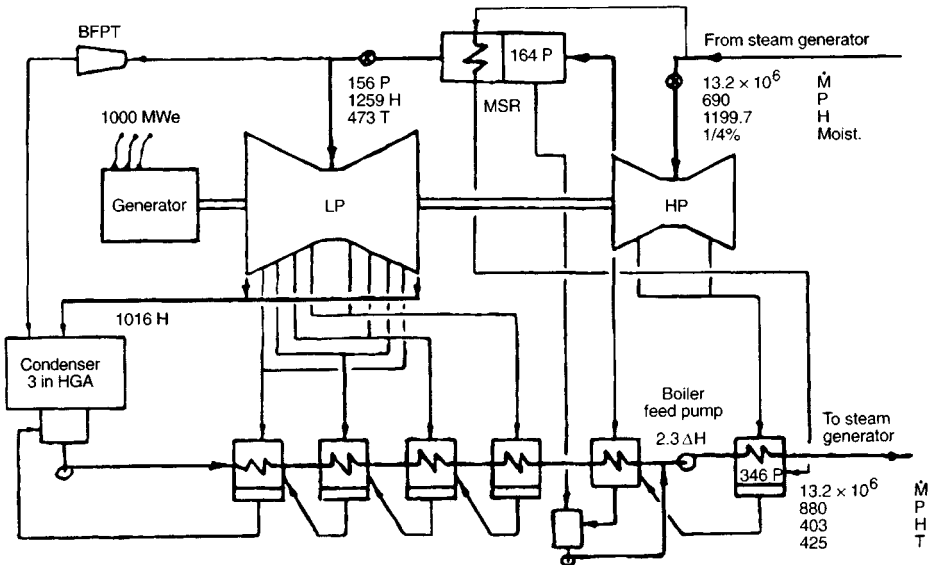 BFPT
164 P
From steam generator
156 P
1259 H
473 T
MSR
13.2 × 10⁶ Ṁ
690 P
1199.7 H
1/4% Moist.
1000 MWe
Generator
LP
HP
1016 H
Condenser
3 in HGA
Boiler
feed pump
2.3 ΔH
To steam
generator
346 P
13.2 × 10⁶ Ṁ
880 P
403 H
425 T